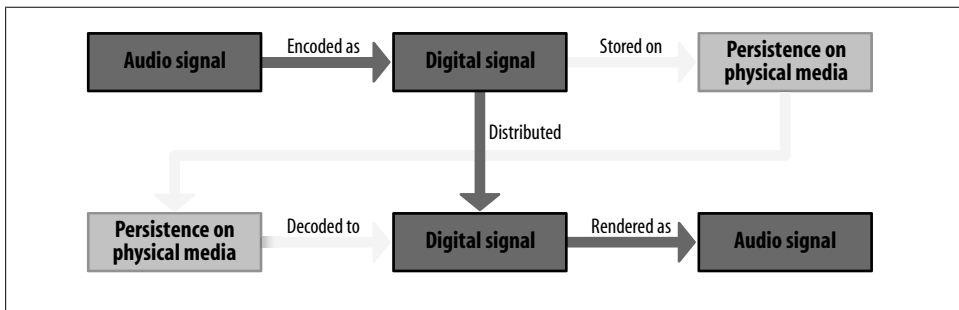 Audio signal
Encoded as
Digital signal
Stored on
Persistence on
physical media
Distributed
Persistence on
physical media
Decoded to
Digital signal
Rendered as
Audio signal